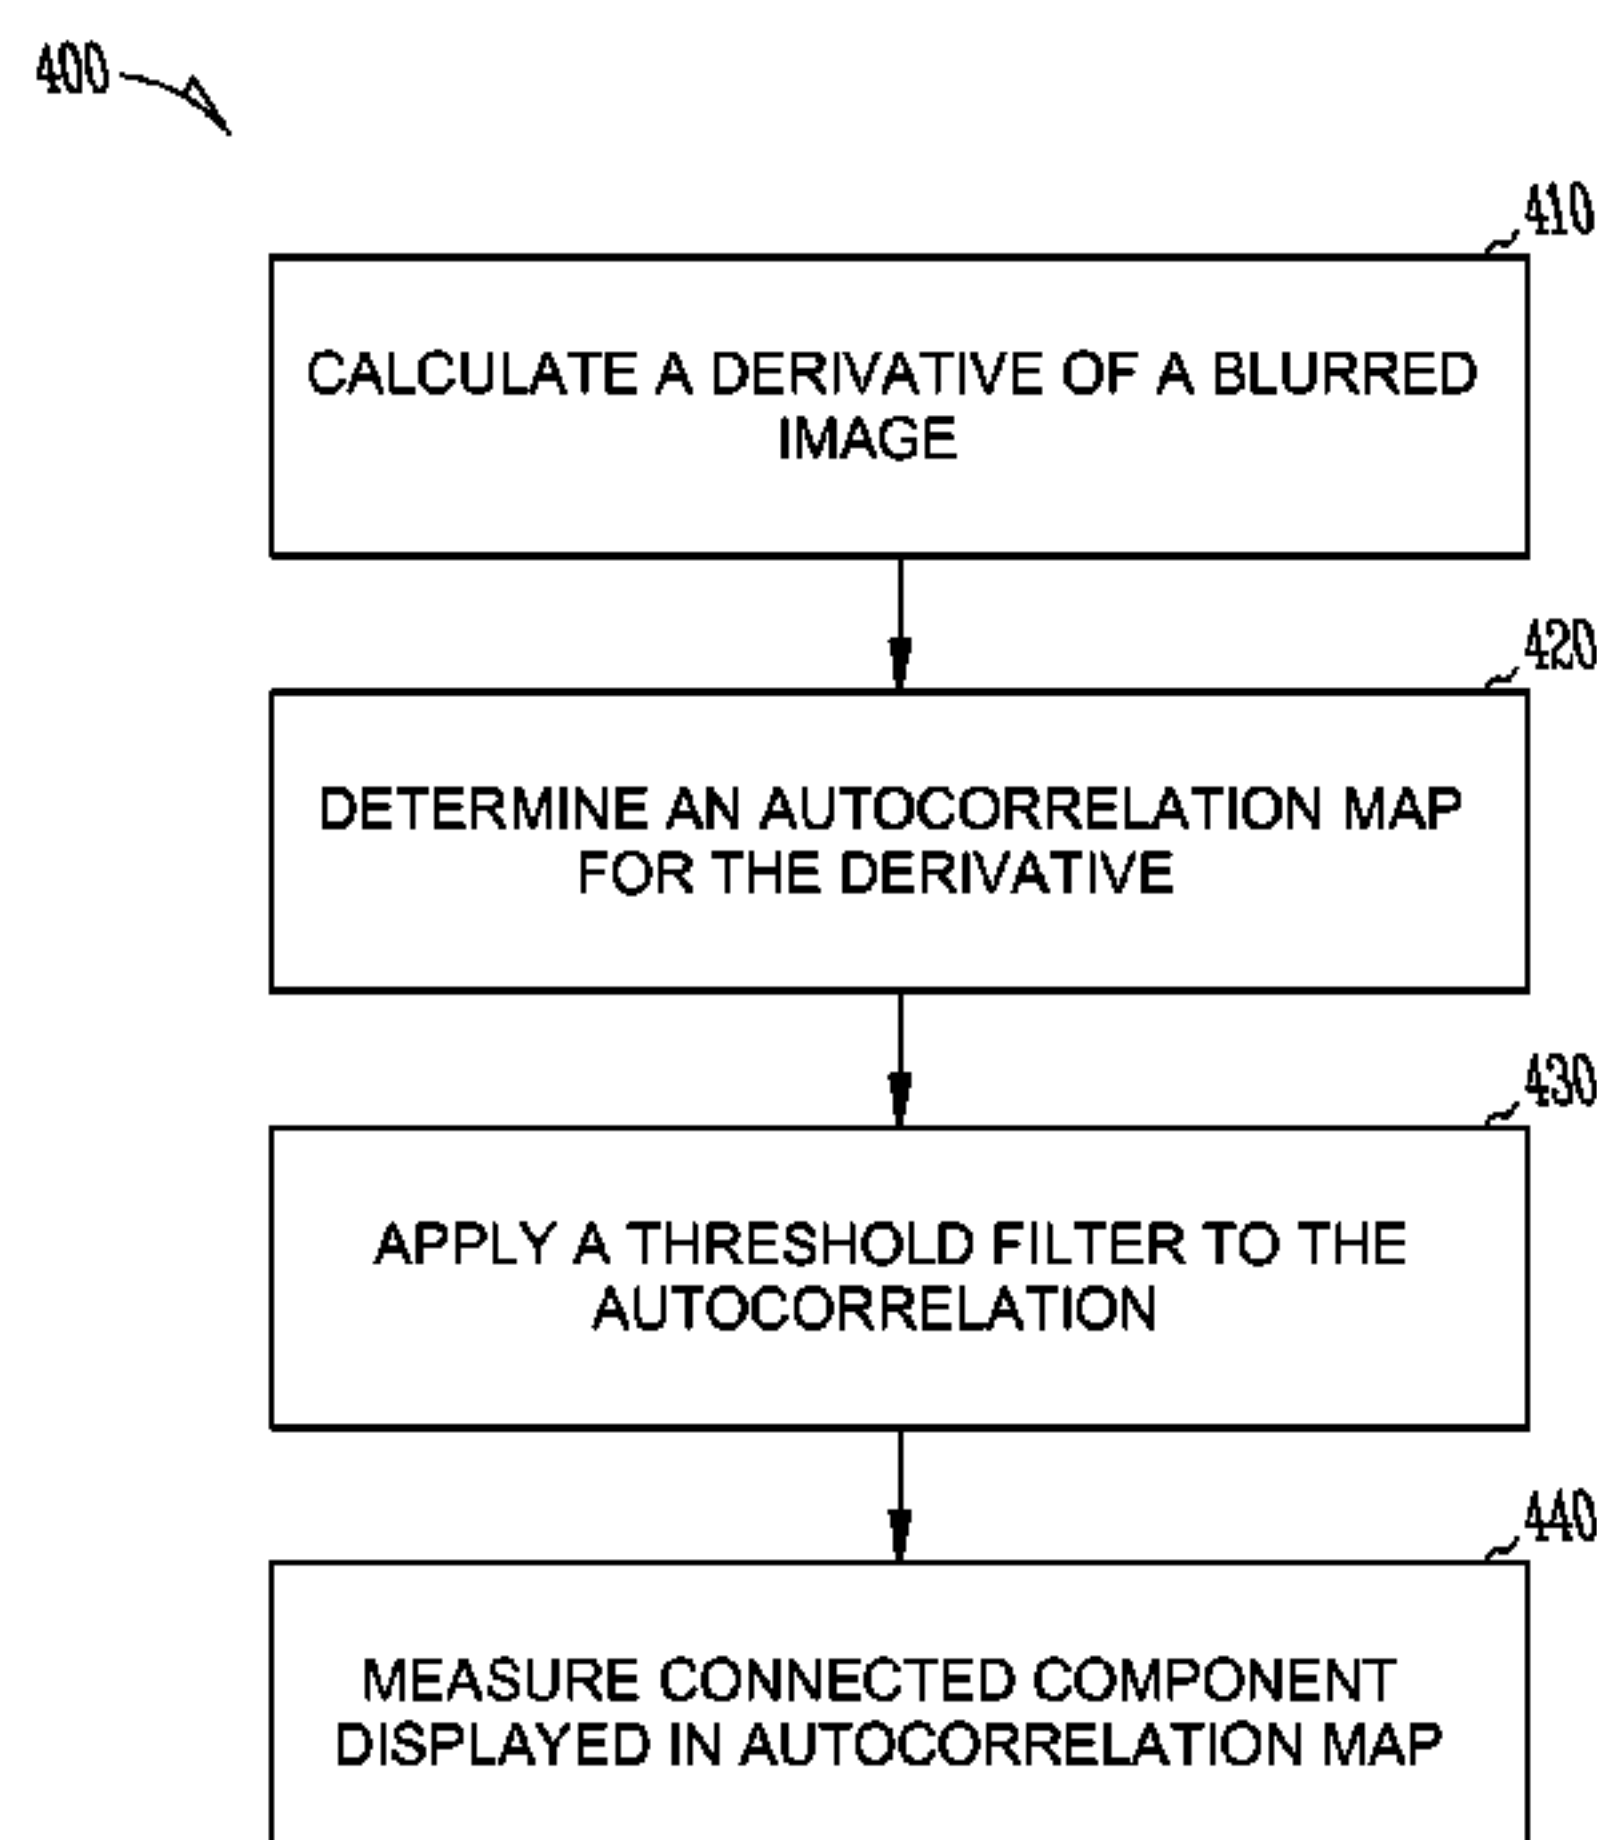 400
410
CALCULATE A DERIVATIVE OF A BLURRED
IMAGE
420
DETERMINE AN AUTOCORRELATION MAP
FOR THE DERIVATIVE
430
APPLY A THRESHOLD FILTER TO THE
AUTOCORRELATION
440
MEASURE CONNECTED COMPONENT
DISPLAYED IN AUTOCORRELATION MAP